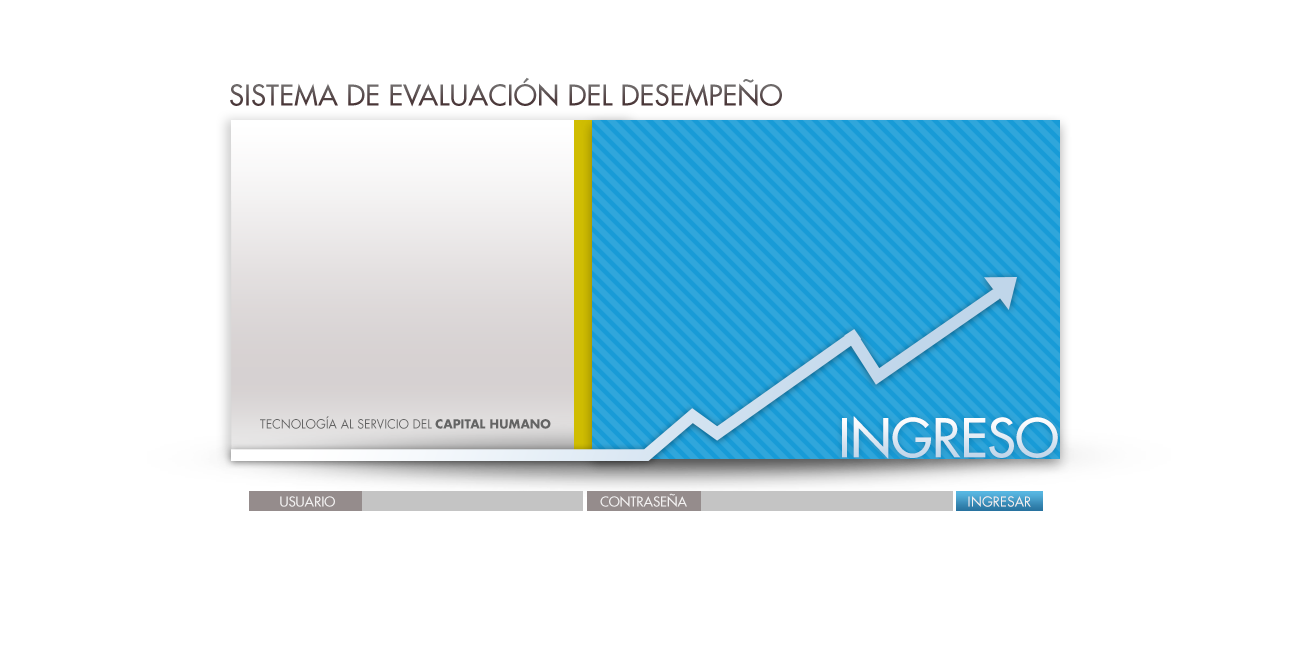 SISTEMA DE EVALUACIÓN DEL DESEMPEÑO
TECNOLOGÍA AL SERVICIO DEL CAPITAL HUMANO
INGRESO
USUARIO
CONTRASEÑA
INGRESAR